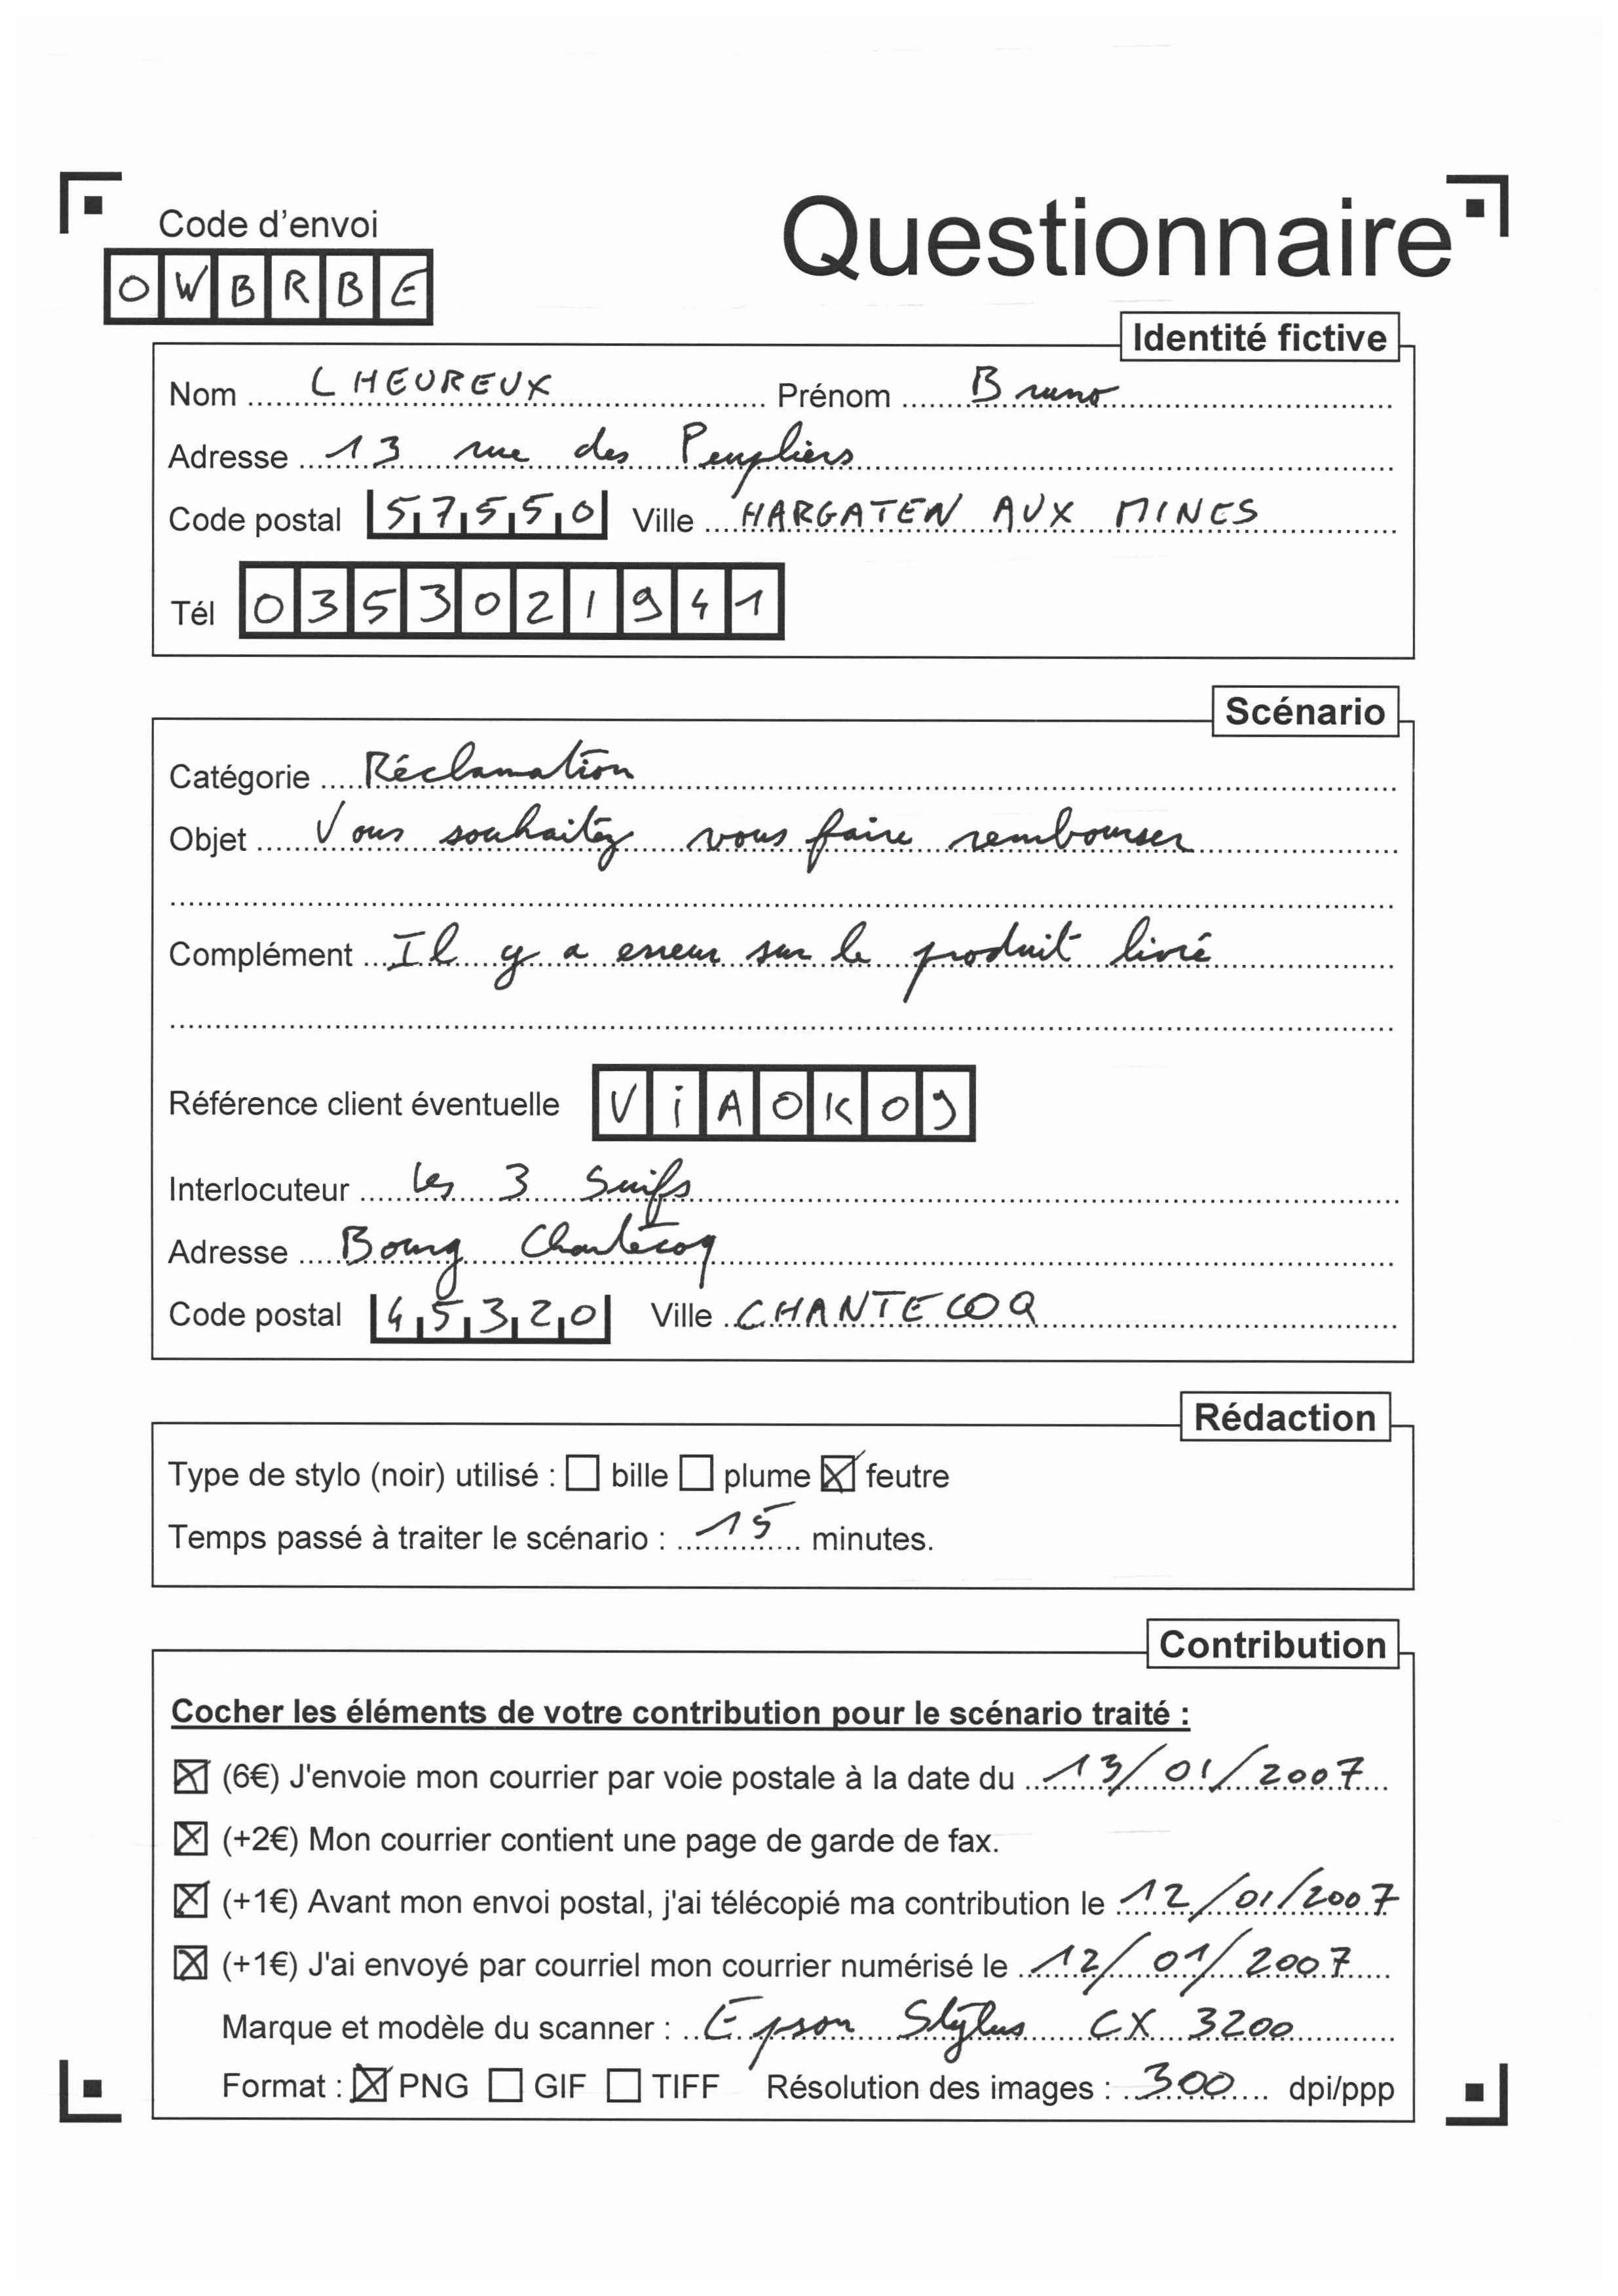 Code d'envoi
Questionnaire
OWBRBE
Identité fictive
Nom LHEUREUX Prénom Bruno
Adresse 13 rue des Peupliers
Code postal 57550 Ville HARGATEN AUX MINES
Tél 0353021941
Scénario
Catégorie Réclamation
Objet Vous souhaitez vous faire rembourser
Complément Il y a erreur sur le produit livré
Référence client éventuelle ViAOKO9
Interlocuteur Les 3 Suifs
Adresse Bourg Chantecoq
Code postal 45320 Ville CHANTECOQ
Rédaction
Type de stylo (noir) utilisé : bille plume feutre
Temps passé à traiter le scénario : 15 minutes.
Contribution
Cocher les éléments de votre contribution pour le scénario traité :
(6€) J'envoie mon courrier par voie postale à la date du 13/01/2007
(+2€) Mon courrier contient une page de garde de fax.
(+1€) Avant mon envoi postal, j'ai télécopié ma contribution le 12/01/2007
(+1€) J'ai envoyé par courriel mon courrier numérisé le 12/01/2007
Marque et modèle du scanner : Epson Stylus CX 3200
Format : PNG GIF TIFF Résolution des images : 300 dpi/ppp